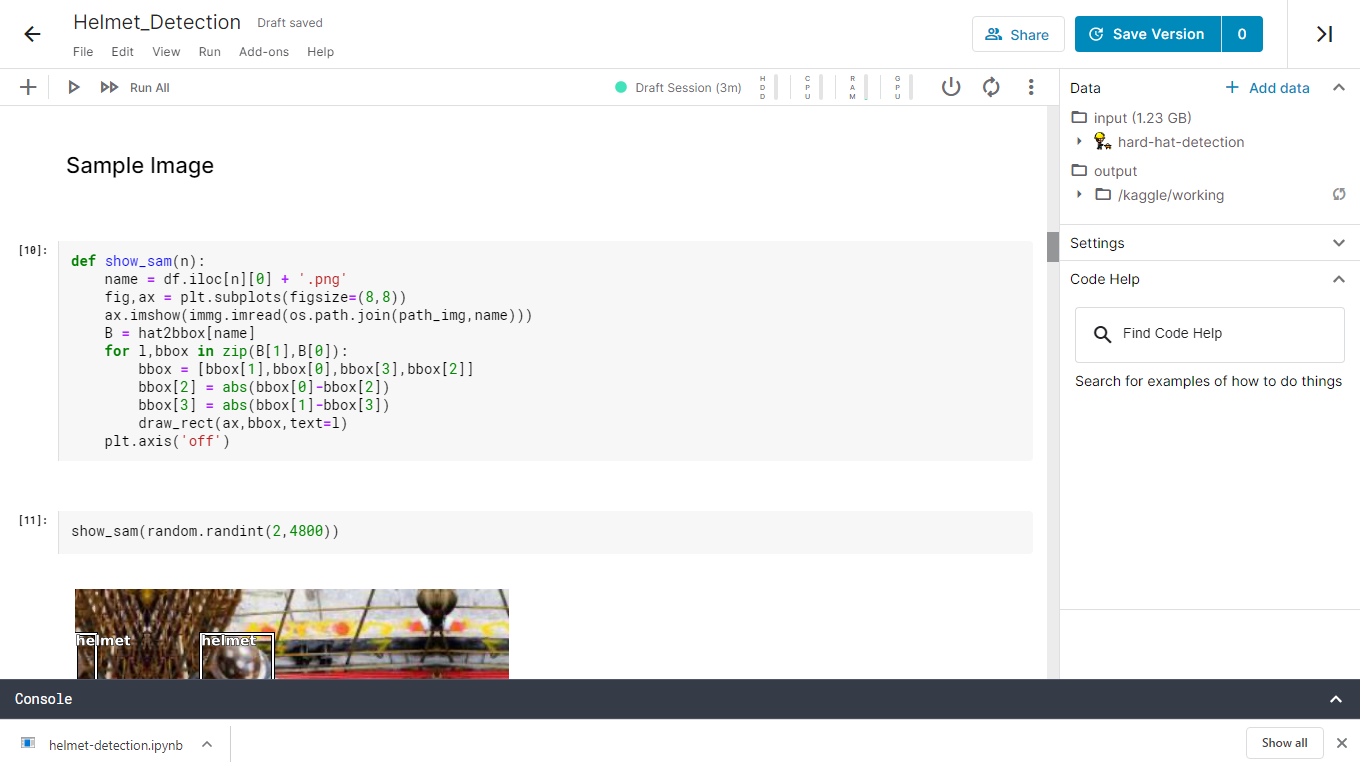 Helmet_Detection Draft saved
File Edit View Run Add-ons Help
Share
Save Version 0
Run All
Draft Session (3m)
HDD
CPU
RAM
GPU
Sample Image
[10]:
def show_sam(n):
    name = df.iloc[n][0] + '.png'
    fig,ax = plt.subplots(figsize=(8,8))
    ax.imshow(immg.imread(os.path.join(path_img,name)))
    B = hat2bbox[name]
    for l,bbox in zip(B[1],B[0]):
        bbox = [bbox[1],bbox[0],bbox[3],bbox[2]]
        bbox[2] = abs(bbox[0]-bbox[2])
        bbox[3] = abs(bbox[1]-bbox[3])
        draw_rect(ax,bbox,text=l)
    plt.axis('off')
[11]:
show_sam(random.randint(2,4800))
helmet helmet
Data
Add data
input (1.23 GB)
hard-hat-detection
output
/kaggle/working
Settings
Code Help
Find Code Help
Search for examples of how to do things
Console
helmet-detection.ipynb
Show all